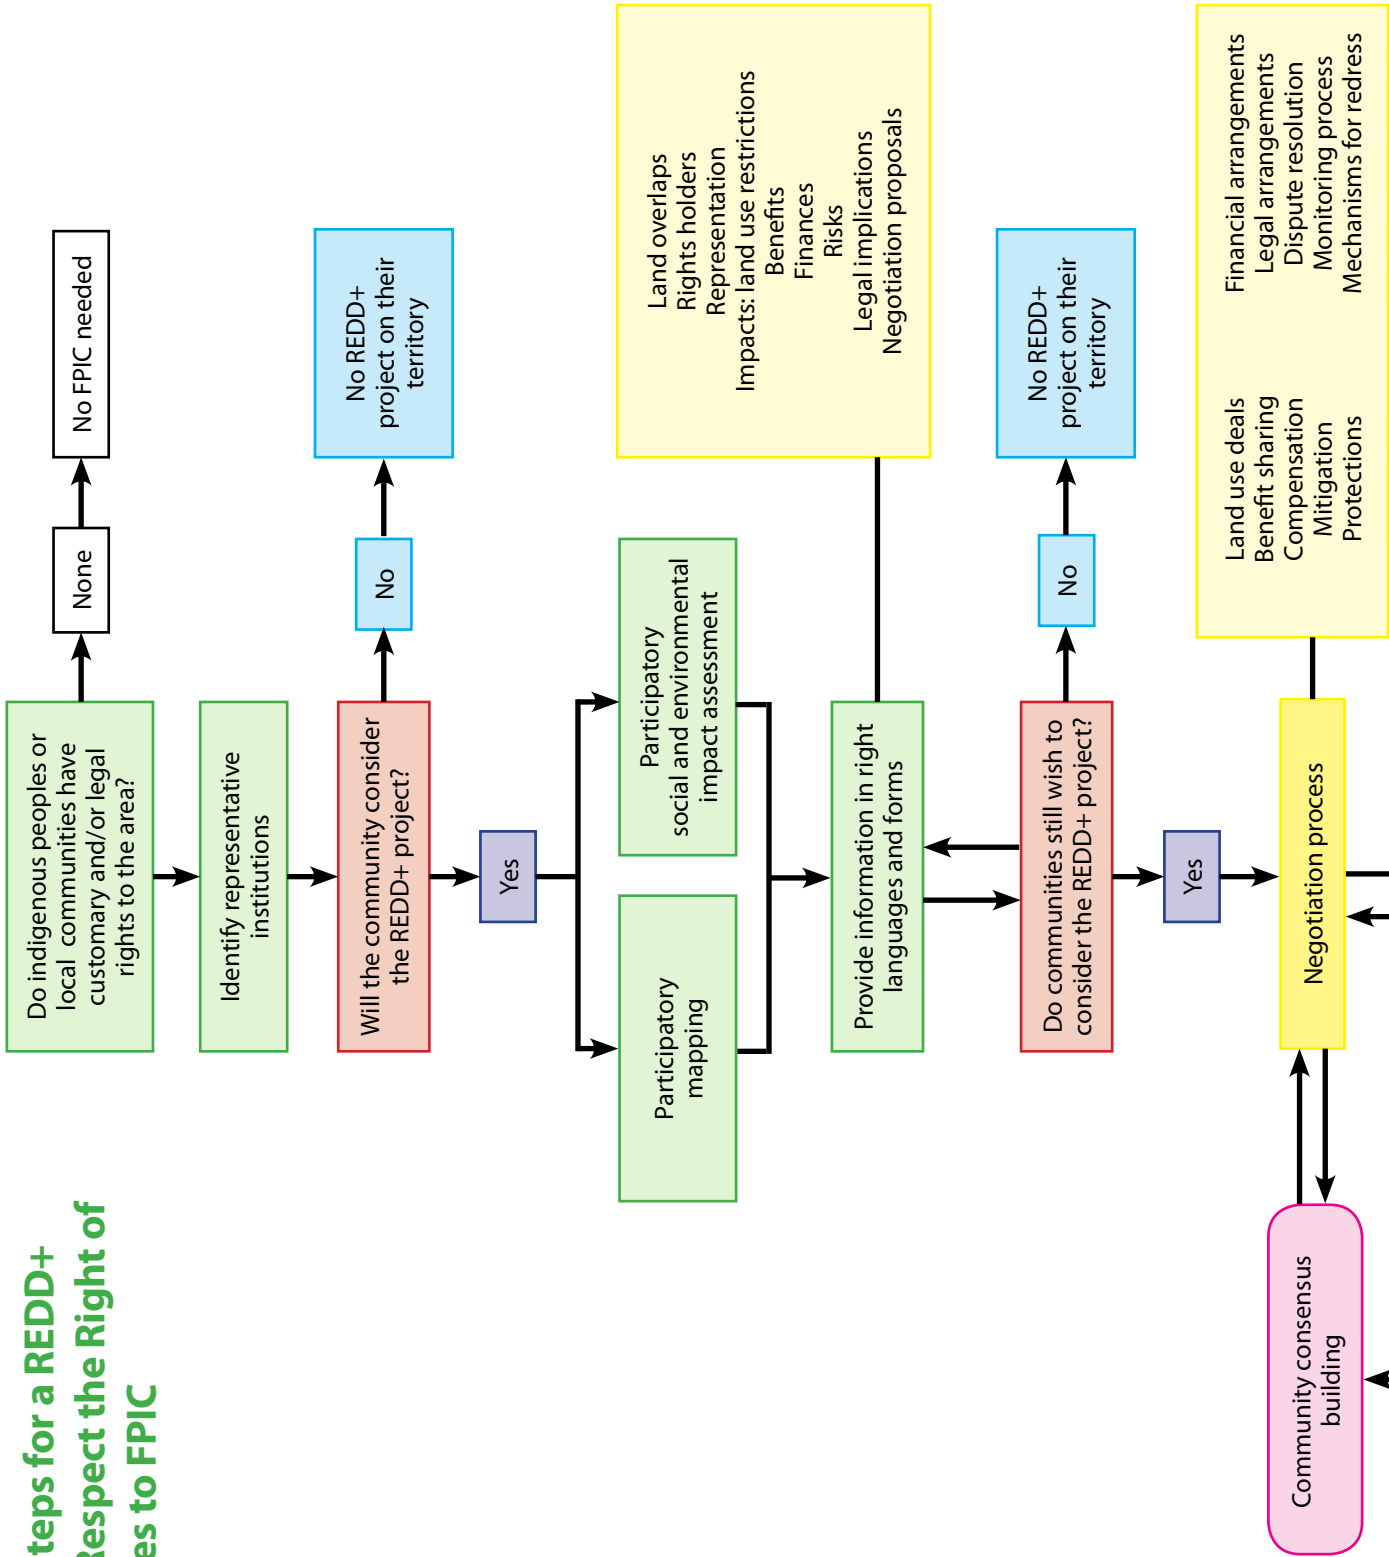 teps for a REDD+
Respect the Right of
es to FPIC
Do indigenous peoples or
local communities have
customary and/or legal
rights to the area?
None
No FPIC needed
Identify representative
institutions
Will the community consider
the REDD+ project?
No
No REDD+
project on their
territory
Yes
Participatory
mapping
Participatory
social and environmental
impact assessment
Land overlaps
Rights holders
Representation
Impacts: land use restrictions
Benefits
Finances
Risks
Legal implications
Negotiation proposals
Provide information in right
languages and forms
Do communities still wish to
consider the REDD+ project?
No
No REDD+
project on their
territory
Yes
Community consensus
building
Negotiation process
Land use deals
Benefit sharing
Compensation
Mitigation
Protections
Financial arrangements
Legal arrangements
Dispute resolution
Monitoring process
Mechanisms for redress